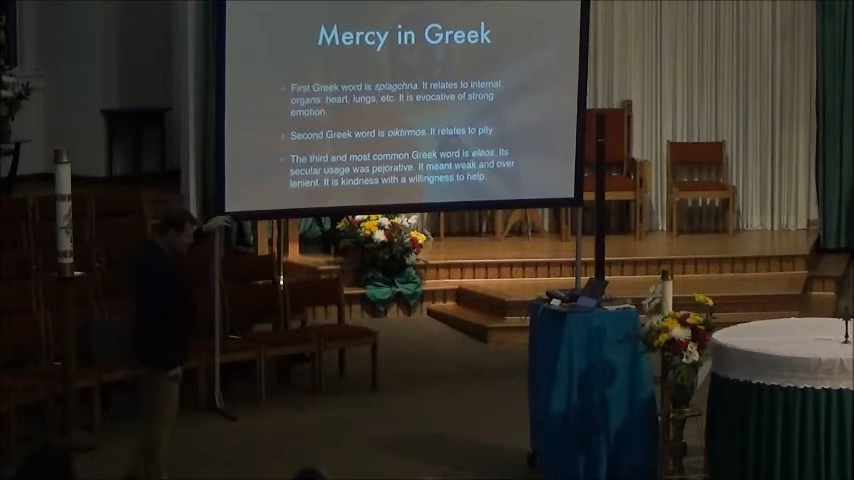 Mercy in Greek
First Greek word is splagchna. It relates to internal
organs: heart, lungs, etc. It is evocative of strong
emotion.
Second Greek word is oiktirmos. It relates to pity
The third and most common Greek word is eleos. Its
secular usage was pejorative. It meant weak and over
lenient. It is kindness with a willingness to help.